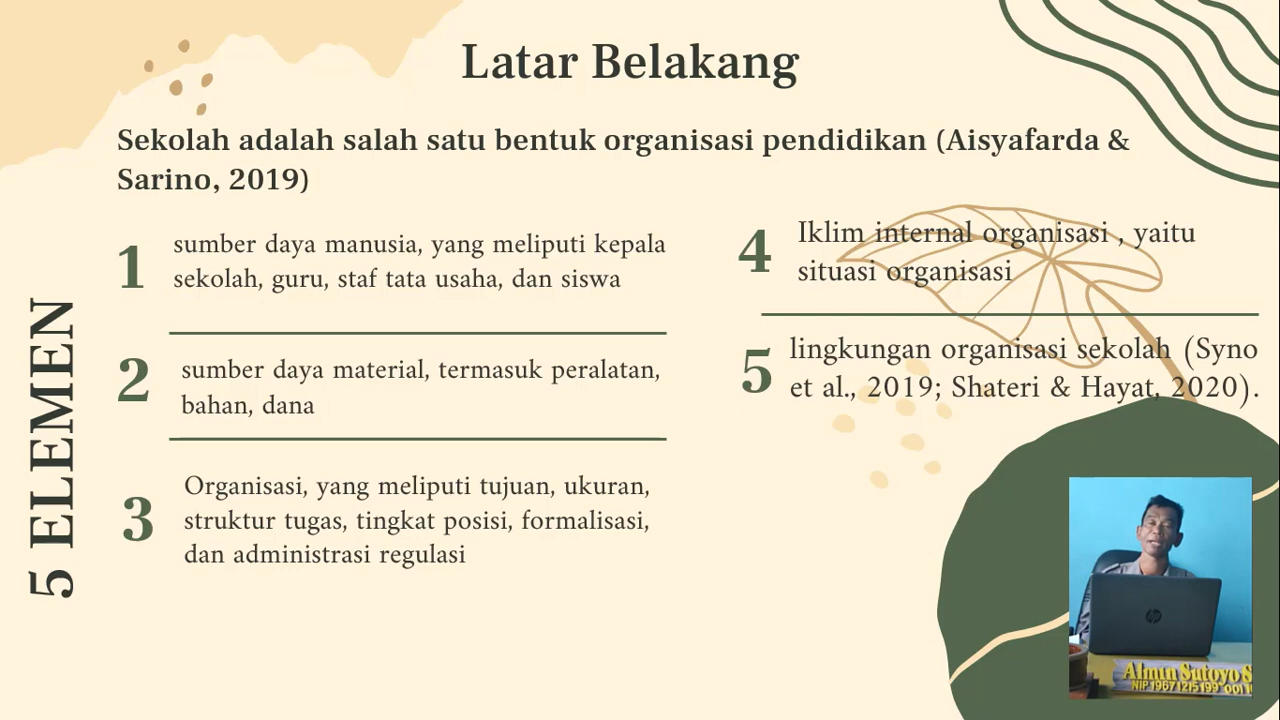 Latar Belakang
Sekolah adalah salah satu bentuk organisasi pendidikan (Aisyafarda &
Sarino, 2019)
5 ELEMEN
1
sumber daya manusia, yang meliputi kepala
sekolah, guru, staf tata usaha, dan siswa
2
sumber daya material, termasuk peralatan,
bahan, dana
3
Organisasi, yang meliputi tujuan, ukuran,
struktur tugas, tingkat posisi, formalisasi,
dan administrasi regulasi
4
Iklim internal organisasi , yaitu
situasi organisasi
5
lingkungan organisasi sekolah (Syno
et al., 2019; Shateri & Hayat, 2020).
hp
Sutoyo S
NIP